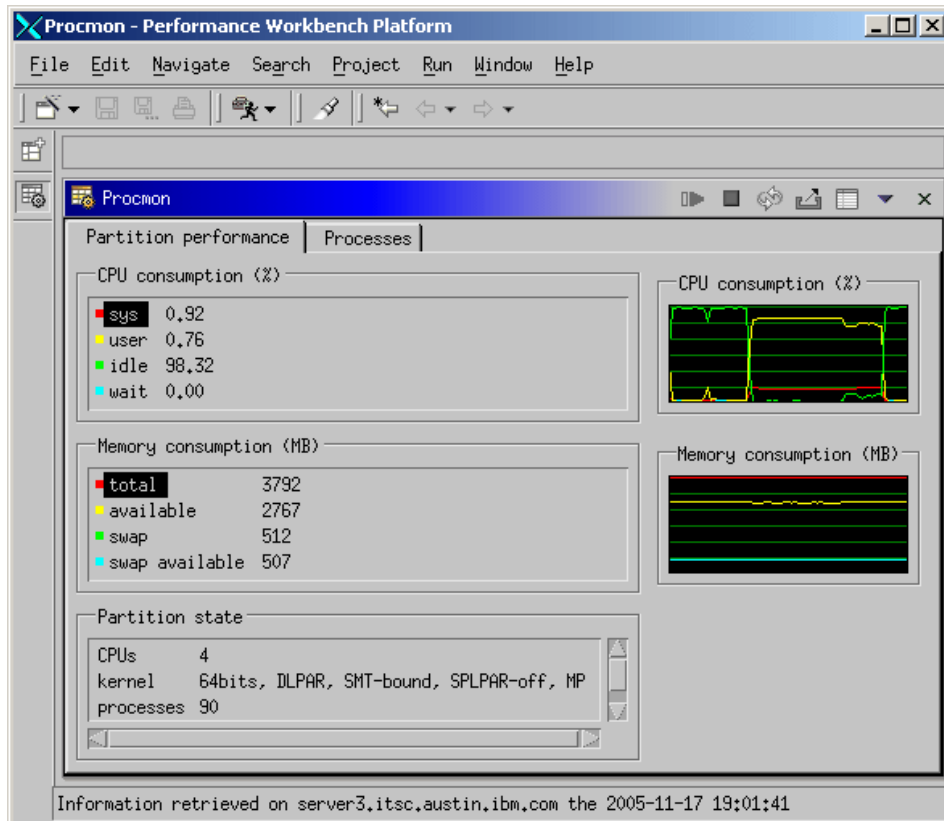 Procmon - Performance Workbench Platform
File Edit Navigate Search Project Run Window Help
Procmon
Partition performance Processes
CPU consumption (%)
sys 0.92
user 0.76
idle 98.32
wait 0.00
CPU consumption (%)
Memory consumption (MB)
total 3792
available 2767
swap 512
swap available 507
Memory consumption (MB)
Partition state
CPUs 4
kernel 64bits, DLPAR, SMT-bound, SPLPAR-off, MP
processes 90
Information retrieved on server3.itsc.austin.ibm.com the 2005-11-17 19:01:41